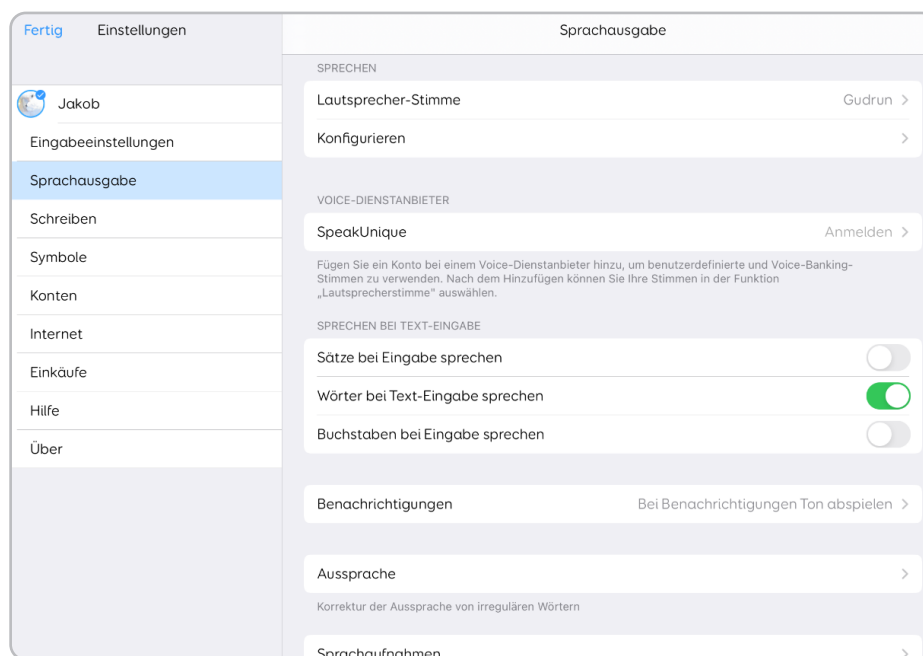 Fertig Einstellungen
Jakob
Eingabeeinstellungen
Sprachausgabe
Schreiben
Symbole
Konten
Internet
Einkäufe
Hilfe
Über
Sprachausgabe
SPRECHEN
Lautsprecher-Stimme Gudrun
Konfigurieren
VOICE-DIENSTANBIETER
SpeakUnique Anmelden
Fügen Sie ein Konto bei einem Voice-Dienstanbieter hinzu, um benutzerdefinierte und Voice-Banking-
Stimmen zu verwenden. Nach dem Hinzufügen können Sie Ihre Stimmen in der Funktion
„Lautsprecherstimme" auswählen.
SPRECHEN BEI TEXT-EINGABE
Sätze bei Eingabe sprechen
Wörter bei Text-Eingabe sprechen
Buchstaben bei Eingabe sprechen
Benachrichtigungen Bei Benachrichtigungen Ton abspielen
Aussprache
Korrektur der Aussprache von irregulären Wörtern
Sprachaufnahmen